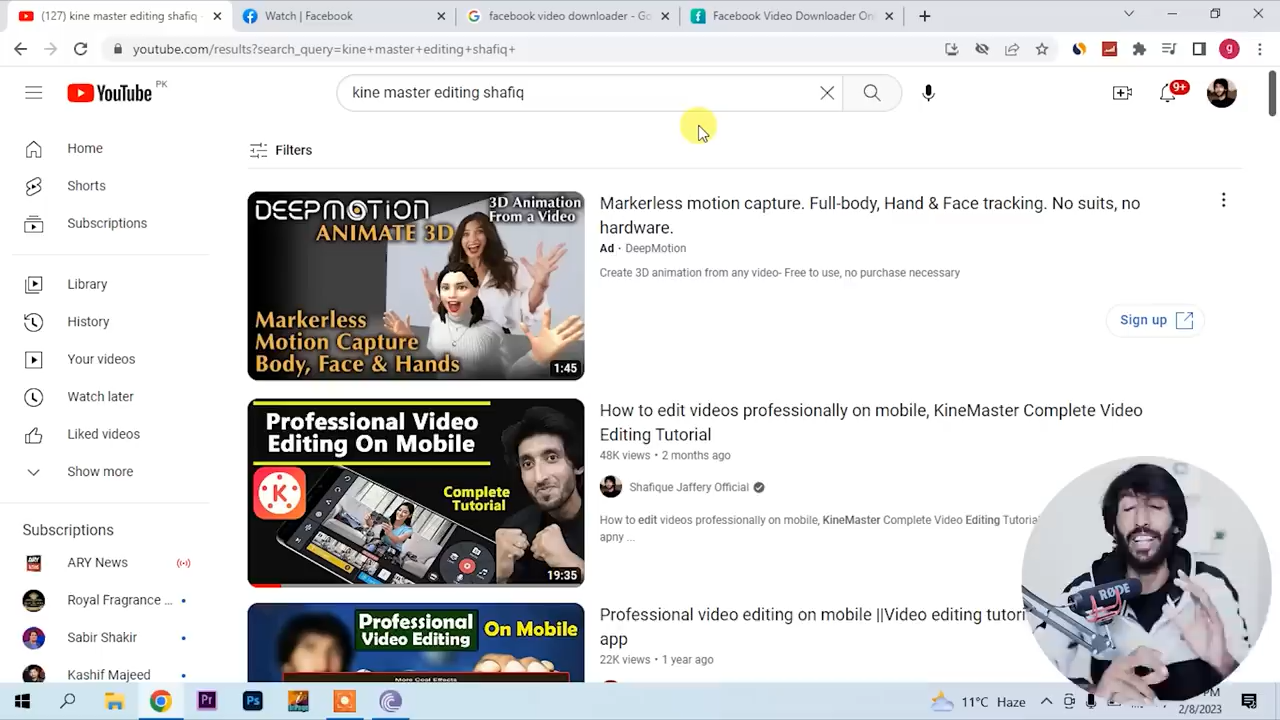 (127) kine master editing shafiq
Watch | Facebook
facebook video downloader - Go
Facebook Video Downloader On
youtube.com/results?search_query=kine+master+editing+shafiq+
g
YouTube PK
kine master editing shafiq
9+
Home
Filters
Shorts
Subscriptions
Library
History
Your videos
Watch later
Liked videos
Show more
Subscriptions
ARY News
Royal Fragrance ...
Sabir Shakir
Kashif Majeed
DEEPMOTION
ANIMATE 3D
3D Animation
From a Video
Markerless
Motion Capture
Body, Face & Hands
1:45
Markerless motion capture. Full-body, Hand & Face tracking. No suits, no
hardware.
Ad · DeepMotion
Create 3D animation from any video- Free to use, no purchase necessary
Sign up
Professional Video
Editing On Mobile
K
Complete
Tutorial
19:35
How to edit videos professionally on mobile, KineMaster Complete Video
Editing Tutorial
48K views • 2 months ago
Shafique Jaffery Official
How to edit videos professionally on mobile, KineMaster Complete Video Editing Tutorial
apny ...
RØDE
Professional
Video Editing
On Mobile
More Cool Effects
Professional video editing on mobile ||Video editing tutori
app
22K views • 1 year ago
Pr
Ps
11°C Haze
PM
2/8/2023